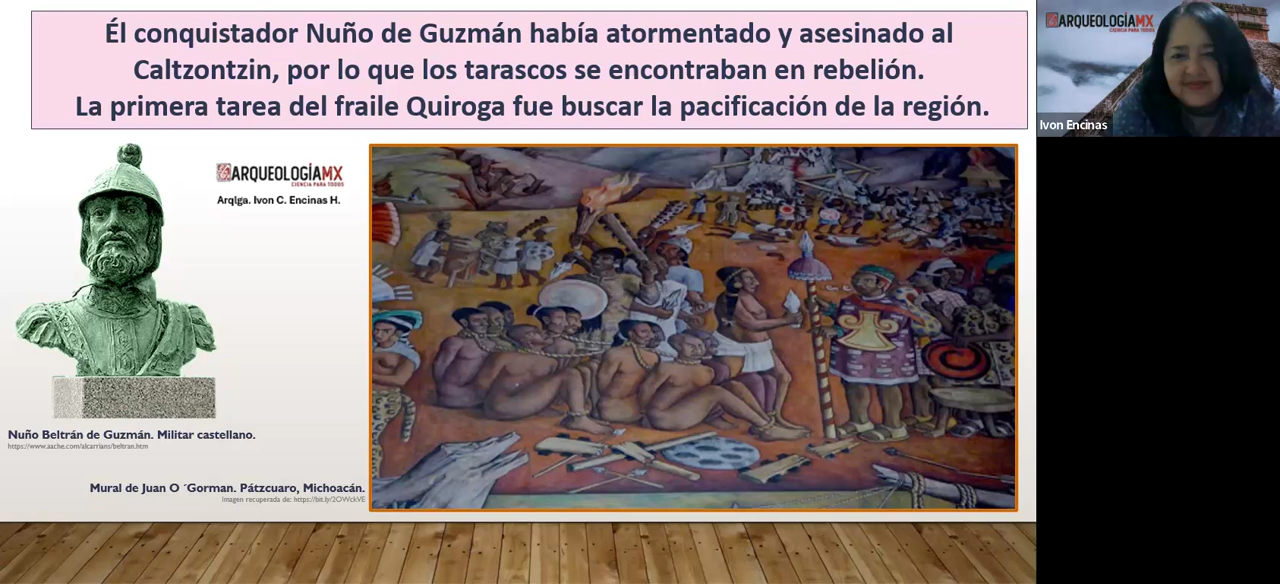 Él conquistador Nuño de Guzmán había atormentado y asesinado al
Caltzontzin, por lo que los tarascos se encontraban en rebelión.
La primera tarea del fraile Quiroga fue buscar la pacificación de la región.
ARQUEOLOGÍAMX
CIENCIA PARA TODOS
Ivon Encinas
ARQUEOLOGÍAMX
CIENCIA PARA TODOS
Arqlga. Ivon C. Encinas H.
Nuño Beltrán de Guzmán. Militar castellano.
https://www.aache.com/alcarrians/beltran.htm
Mural de Juan O ´Gorman. Pátzcuaro, Michoacán.
Imagen recuperada de: https://bit.ly/2OWckVE